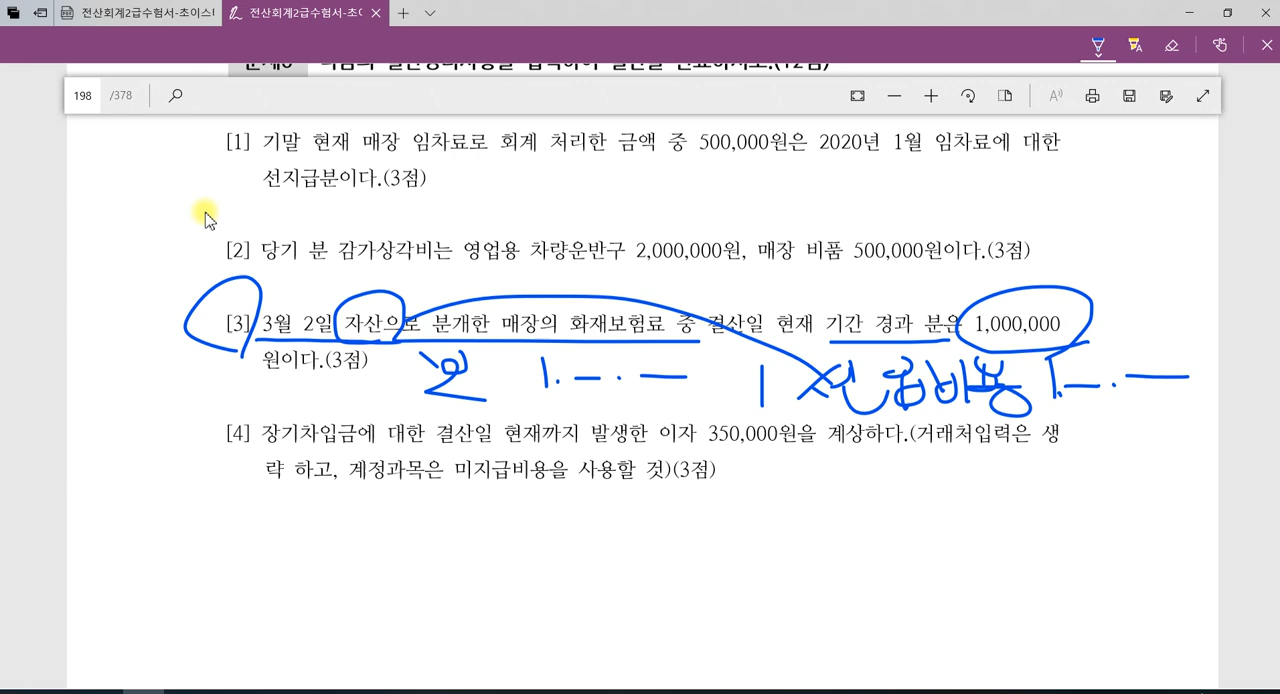 전산회계2급수험서-초이스
전산회계2급수험서-초이
198 /378
[1] 기말 현재 매장 임차료로 회계 처리한 금액 중 500,000원은 2020년 1월 임차료에 대한
선지급분이다.(3점)
[2] 당기 분 감가상각비는 영업용 차량운반구 2,000,000원, 매장 비품 500,000원이다.(3점)
[3] 3월 2일 자산으로 분개한 매장의 화재보험료 중 결산일 현재 기간 경과 분은 1,000,000
원이다.(3점)
[4] 장기차입금에 대한 결산일 현재까지 발생한 이자 350,000원을 계상하다.(거래처입력은 생
략 하고, 계정과목은 미지급비용을 사용할 것)(3점)